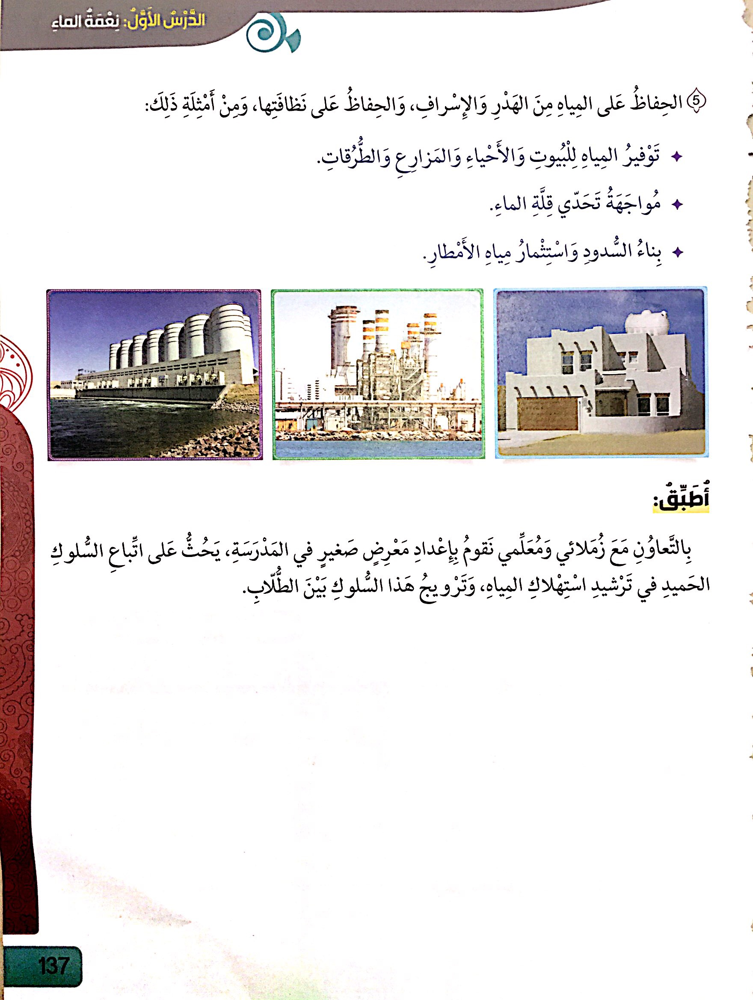 الدَّرْسُ الأَوَّلُ: نِعْمَةُ الماءِ
5 الحِفاظُ عَلى المِياهِ مِنَ الهَدْرِ وَالإِسْرافِ، وَالحِفاظُ عَلى نَظافَتِها، وَمِنْ أَمْثِلَةِ ذَلِكَ:
تَوْفيرُ المِياهِ لِلْبُيوتِ وَالأَحْياءِ وَالمَزارِعِ وَالطُّرُقاتِ.
مُواجَهَةُ تَحَدّي قِلَّةِ الماءِ.
بِناءُ السُّدودِ وَاسْتِثْمارُ مِياهِ الأَمْطارِ.
أُطَبِّقُ:
بِالتَّعاوُنِ مَعَ زُمَلائي وَمُعَلِّمي نَقومُ بِإِعْدادِ مَعْرِضٍ صَغيرٍ في المَدْرَسَةِ، يَحُثُّ عَلى اتِّباعِ السُّلوكِ
الحَميدِ في تَرْشيدِ اسْتِهْلاكِ المِياهِ، وَتَرْويجُ هَذا السُّلوكِ بَيْنَ الطُّلّابِ.
137